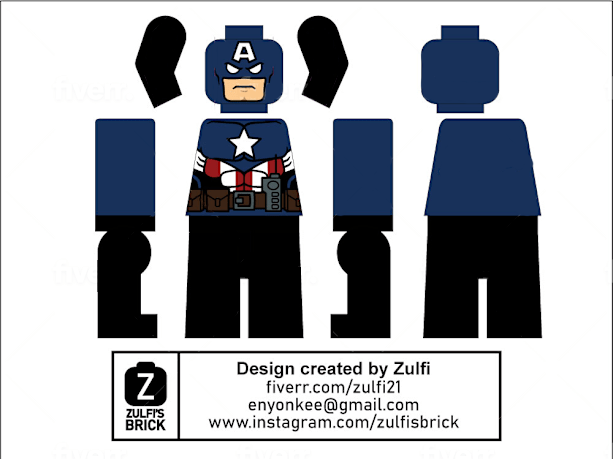 A
Design created by Zulfi
fiverr.com/zulfi21
enyonkee@gmail.com
www.instagram.com/zulfisbrick
Z
ZULFI'S
BRICK